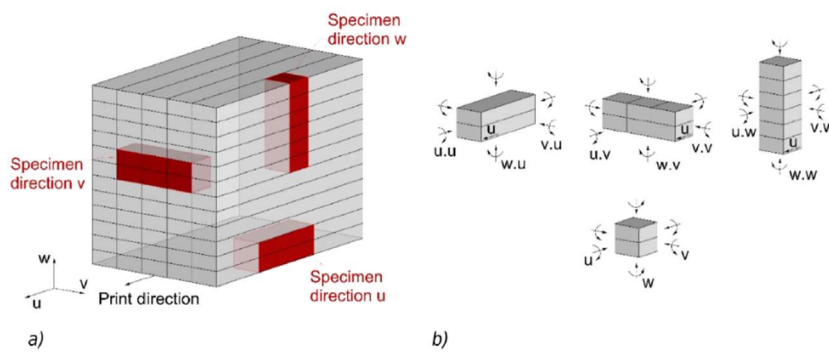 Specimen
direction w
Specimen
direction v
w
v
u
Print direction
Specimen
direction u
a)
u
u.u
v.u
w.u
u
u.v
v.v
w.v
u
u.w
v.w
w.w
u
v
w
b)